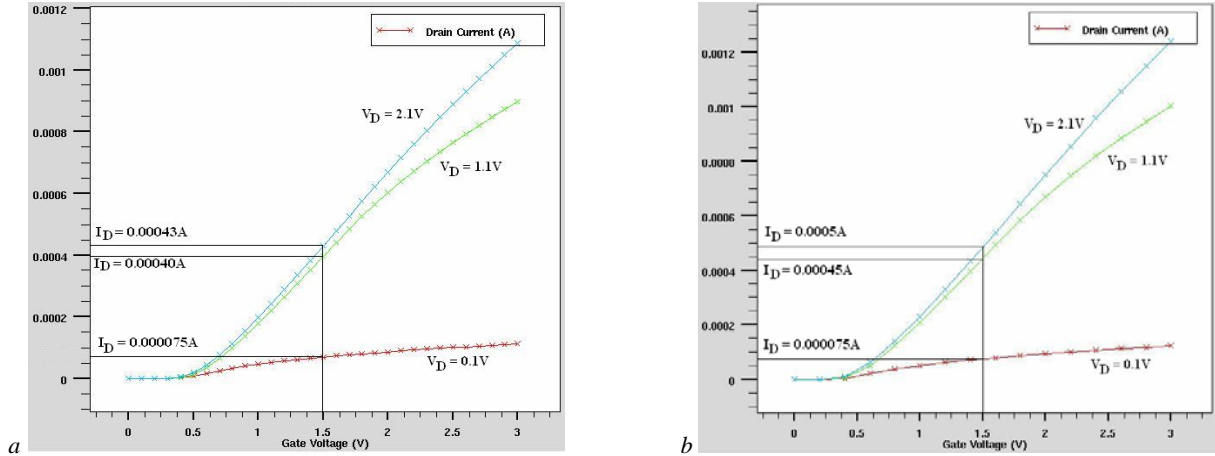 0.0012
0.001
0.0008
0.0006
0.0004
0.0002
0
Drain Current (A)
V_D = 2.1V
V_D = 1.1V
I_D = 0.00043A
I_D = 0.00040A
I_D = 0.000075A
V_D = 0.1V
0 0.5 1 1.5 2 2.5 3
Gate Voltage (V)
a
0.0012
0.001
0.0008
0.0006
0.0004
0.0002
0
Drain Current (A)
V_D = 2.1V
V_D = 1.1V
I_D = 0.0005A
I_D = 0.00045A
I_D = 0.000075A
V_D = 0.1V
0 0.5 1 1.5 2 2.5 3
Gate Voltage (V)
b